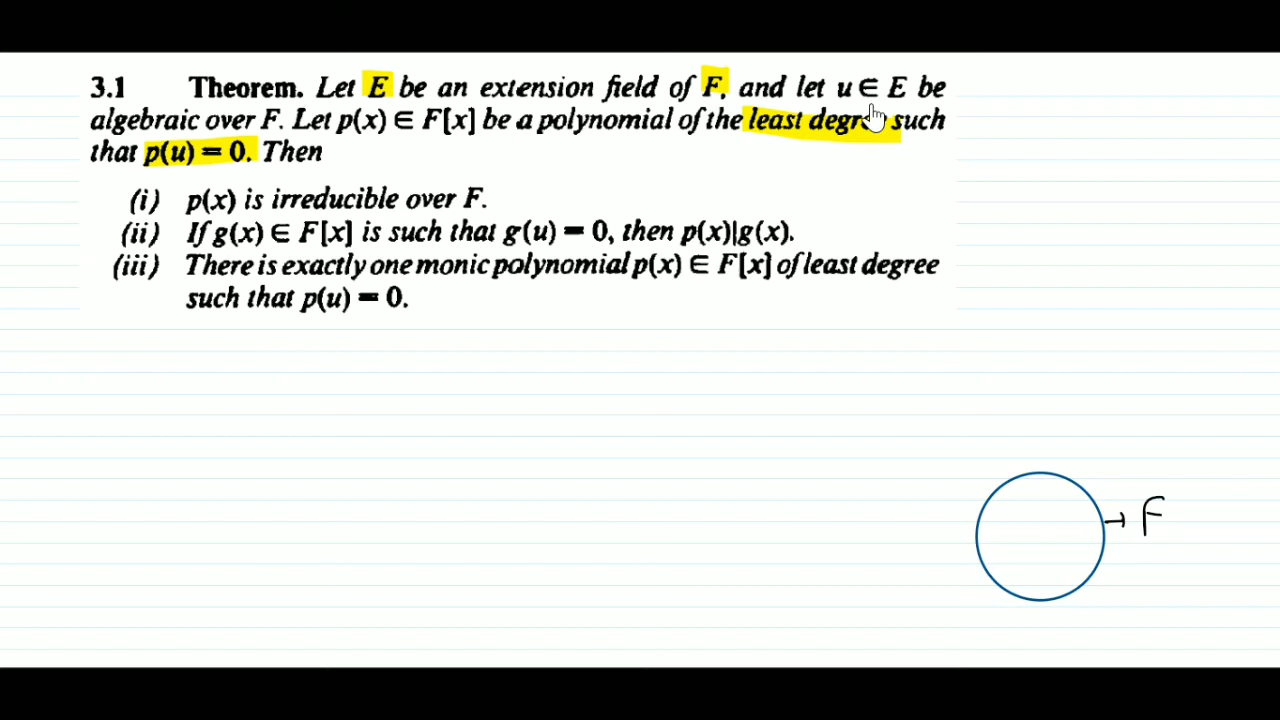 3.1 Theorem. Let E be an extension field of F, and let u ∈ E be
algebraic over F. Let p(x) ∈ F[x] be a polynomial of the least degree such
that p(u) = 0. Then
(i) p(x) is irreducible over F.
(ii) If g(x) ∈ F[x] is such that g(u) = 0, then p(x)|g(x).
(iii) There is exactly one monic polynomial p(x) ∈ F[x] of least degree
such that p(u) = 0.
F